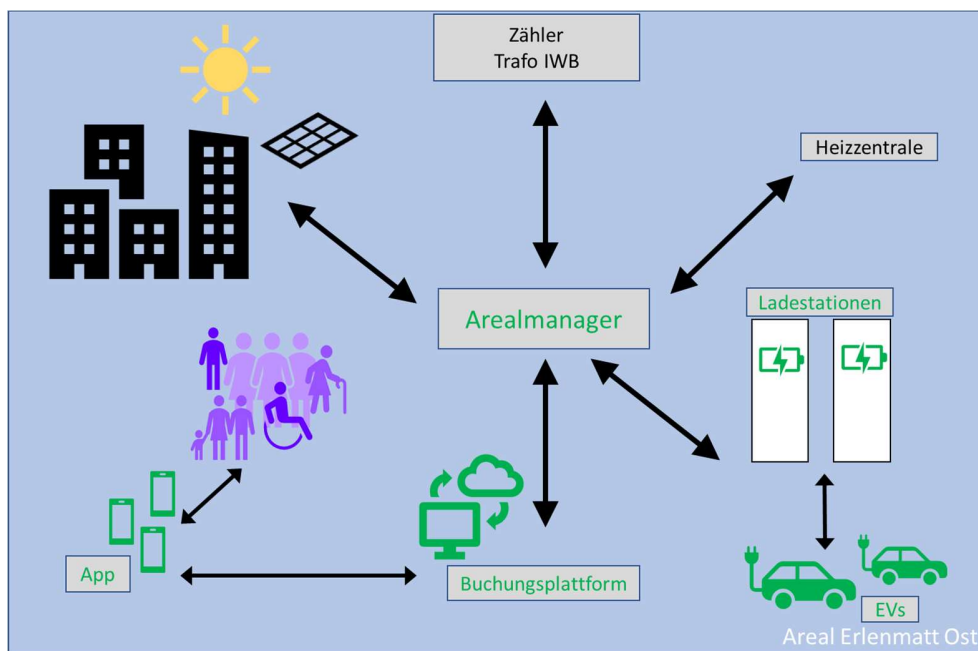 Zähler
Trafo IWB
Heizzentrale
Arealmanager
Ladestationen
App
Buchungsplattform
EVs
Areal Erlenmatt Ost